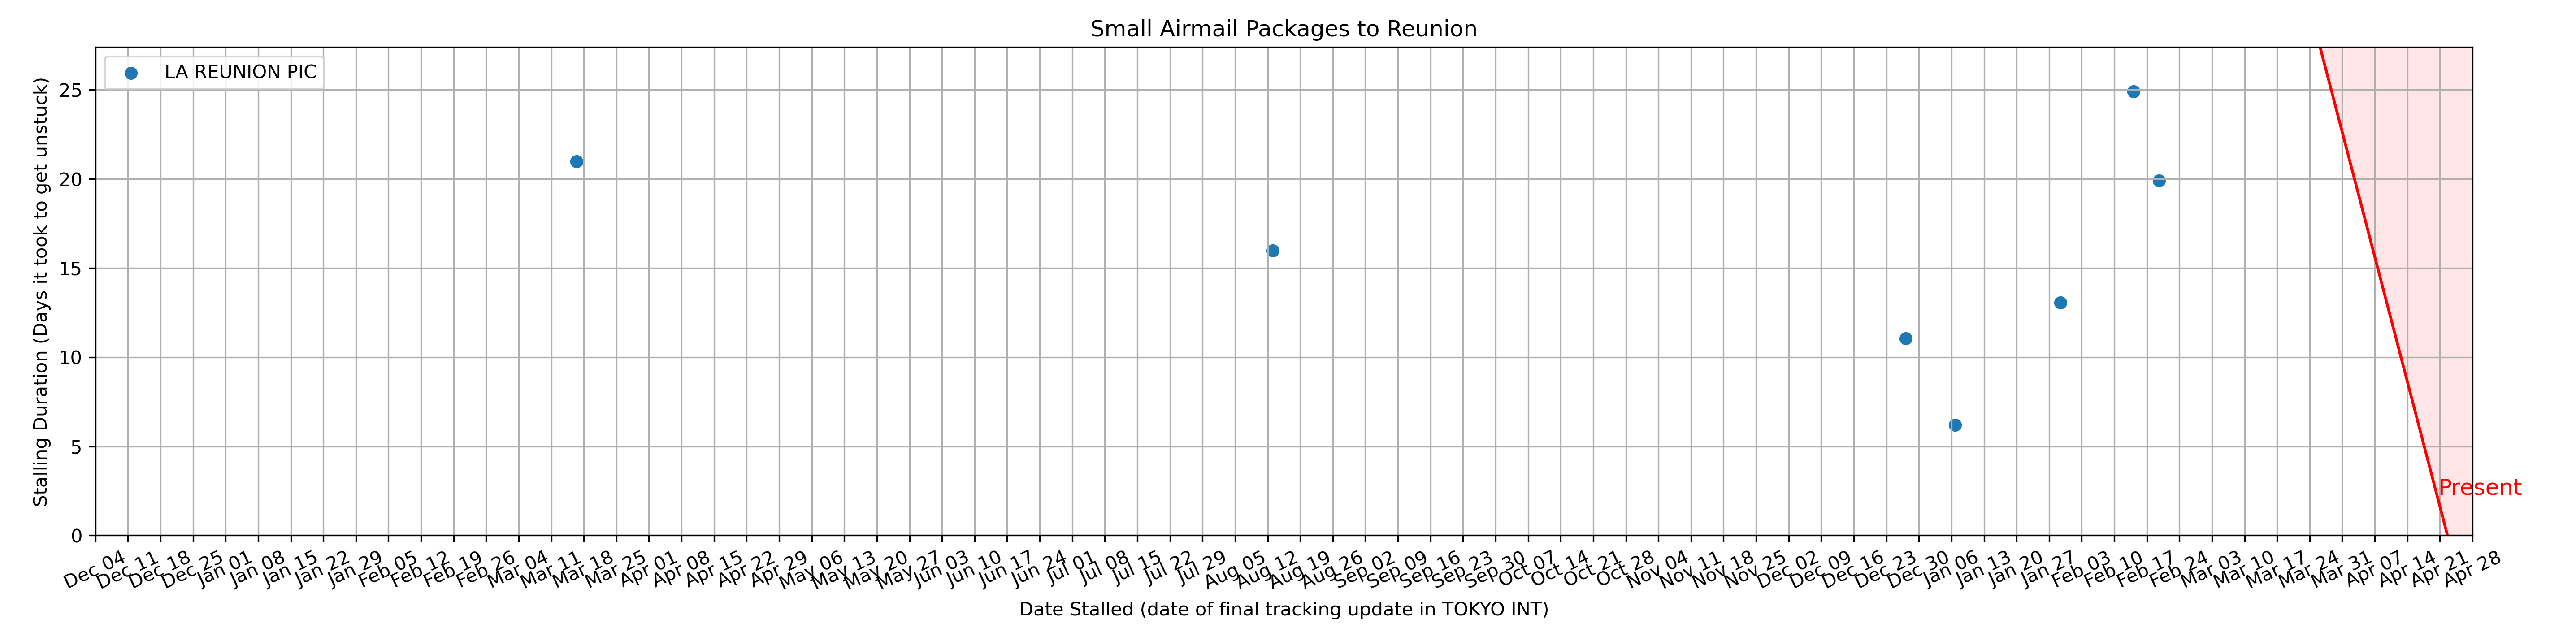 Small Airmail Packages to Reunion
LA REUNION PIC
Stalling Duration (Days it took to get unstuck)
25
20
15
10
5
0
Present
Dec 04
Dec 11
Dec 18
Dec 25
Jan 01
Jan 08
Jan 15
Jan 22
Jan 29
Feb 05
Feb 12
Feb 19
Feb 26
Mar 04
Mar 11
Mar 18
Mar 25
Apr 01
Apr 08
Apr 15
Apr 22
Apr 29
May 06
May 13
May 20
May 27
Jun 03
Jun 10
Jun 17
Jun 24
Jul 01
Jul 08
Jul 15
Jul 22
Jul 29
Aug 05
Aug 12
Aug 19
Aug 26
Sep 02
Sep 09
Sep 16
Sep 23
Sep 30
Oct 07
Oct 14
Oct 21
Oct 28
Nov 04
Nov 11
Nov 18
Nov 25
Dec 02
Dec 09
Dec 16
Dec 23
Dec 30
Jan 06
Jan 13
Jan 20
Jan 27
Feb 03
Feb 10
Feb 17
Feb 24
Mar 03
Mar 10
Mar 17
Mar 24
Mar 31
Apr 07
Apr 14
Apr 21
Apr 28
Date Stalled (date of final tracking update in TOKYO INT)